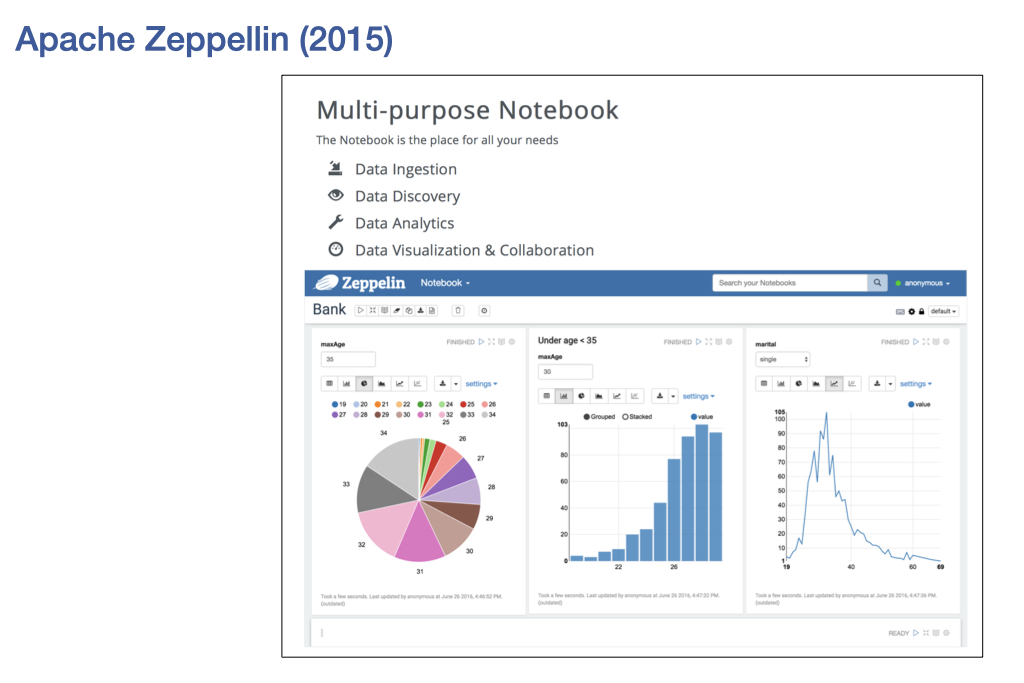 Apache Zeppellin (2015)
Multi-purpose Notebook
The Notebook is the place for all your needs
Data Ingestion
Data Discovery
Data Analytics
Data Visualization & Collaboration
Zeppelin Notebook Search your Notebooks anonymous
Bank default
maxAge FINISHED
35
settings
19 20 21 22 23 24 25 26
27 28 29 30 31 32 33 34
25
26
27
28
29
30
31
32
33
34
Took a few seconds. Last updated by anonymous at June 26 2016, 4:46:52 PM.
(outdated)
Under age < 35 FINISHED
maxAge
30
settings
Grouped Stacked value
103
80
60
40
20
0
22 26
Took a few seconds. Last updated by anonymous at June 26 2016, 4:47:32 PM.
(outdated)
marital FINISHED
single
settings
value
105
100
90
80
70
60
50
40
30
20
10
1
19 40 60 69
Took a few seconds. Last updated by anonymous at June 26 2016, 4:47:36 PM.
(outdated)
READY